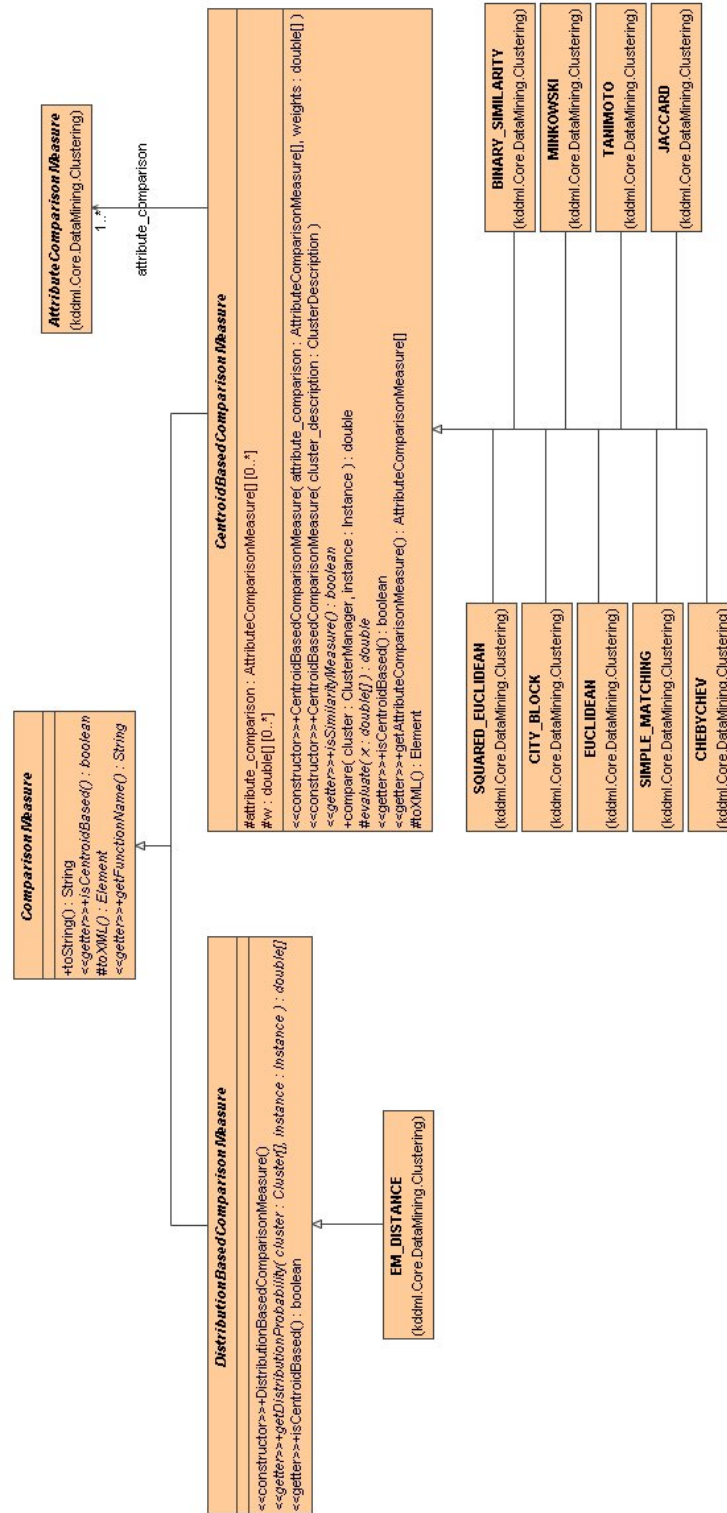 ComparisonMeasure
+toString() : String
<<getter>>+isCentroidBased() : boolean
#toXML() : Element
<<getter>>+getFunctionName() : String
AttributeComparisonMeasure
(kddml.Core.DataMining.Clustering)
1..*
attribute_comparison
DistributionBasedComparisonMeasure
<<constructor>>+DistributionBasedComparisonMeasure()
<<getter>>+getDistributionProbability( cluster : Cluster[], instance : Instance ) : double[]
<<getter>>+isCentroidBased() : boolean
CentroidBasedComparisonMeasure
#attribute_comparison : AttributeComparisonMeasure[] [0..*]
#w : double[] [0..*]
<<constructor>>+CentroidBasedComparisonMeasure( attribute_comparison : AttributeComparisonMeasure[], weights : double[] )
<<constructor>>+CentroidBasedComparisonMeasure( cluster_description : ClusterDescription )
<<getter>>+isSimilarityMeasure() : boolean
+compare( cluster : ClusterManager, instance : Instance ) : double
#evaluate( x : double[] ) : double
<<getter>>+isCentroidBased() : boolean
<<getter>>+getAttributeComparisonMeasure() : AttributeComparisonMeasure[]
#toXML() : Element
EM_DISTANCE
(kddml.Core.DataMining.Clustering)
SQUARED_EUCLIDEAN
(kddml.Core.DataMining.Clustering)
CITY_BLOCK
(kddml.Core.DataMining.Clustering)
EUCLIDEAN
(kddml.Core.DataMining.Clustering)
SIMPLE_MATCHING
(kddml.Core.DataMining.Clustering)
CHEBYCHEV
(kddml.Core.DataMining.Clustering)
BINARY_SIMILARITY
(kddml.Core.DataMining.Clustering)
MINKOWSKI
(kddml.Core.DataMining.Clustering)
TANIMOTO
(kddml.Core.DataMining.Clustering)
JACCARD
(kddml.Core.DataMining.Clustering)